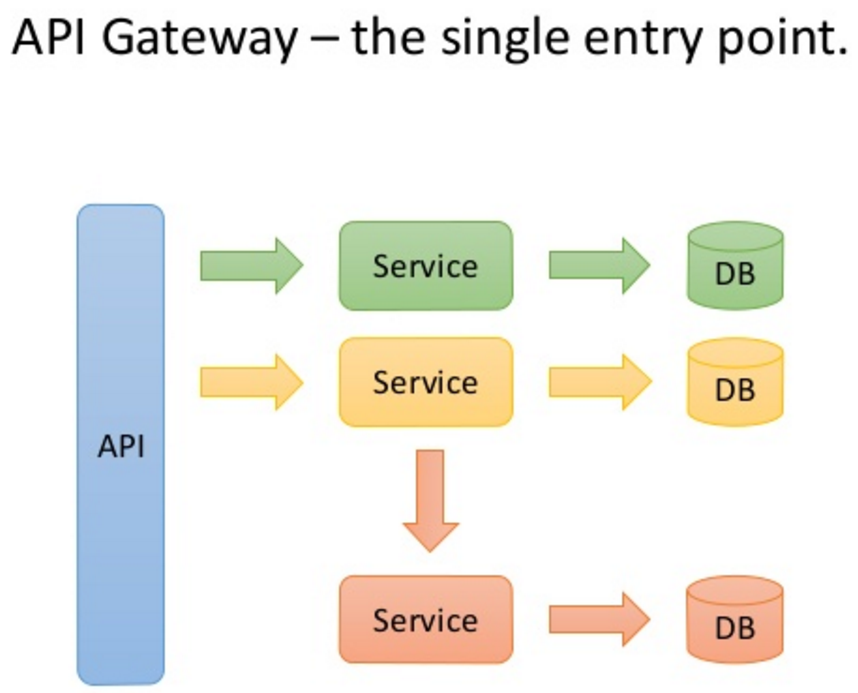 API Gateway – the single entry point.
Service
DB
Service
DB
API
Service
DB